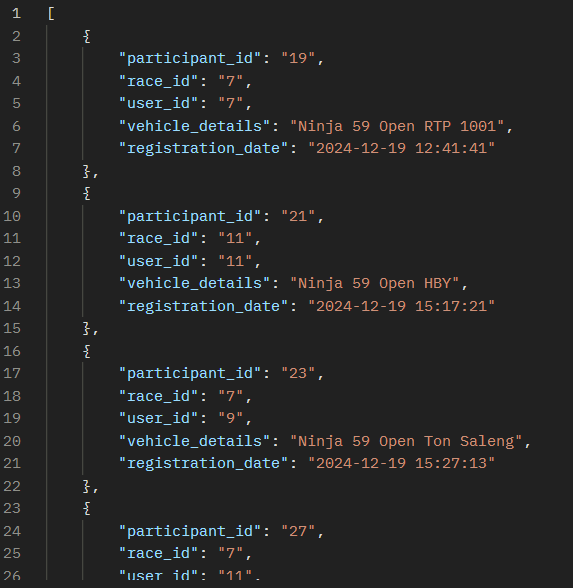 1 [
2 {
3 "participant_id": "19",
4 "race_id": "7",
5 "user_id": "7",
6 "vehicle_details": "Ninja 59 Open RTP 1001",
7 "registration_date": "2024-12-19 12:41:41"
8 },
9 {
10 "participant_id": "21",
11 "race_id": "11",
12 "user_id": "11",
13 "vehicle_details": "Ninja 59 Open HBY",
14 "registration_date": "2024-12-19 15:17:21"
15 },
16 {
17 "participant_id": "23",
18 "race_id": "7",
19 "user_id": "9",
20 "vehicle_details": "Ninja 59 Open Ton Saleng",
21 "registration_date": "2024-12-19 15:27:13"
22 },
23 {
24 "participant_id": "27",
25 "race_id": "7",
26 "user_id": "11",